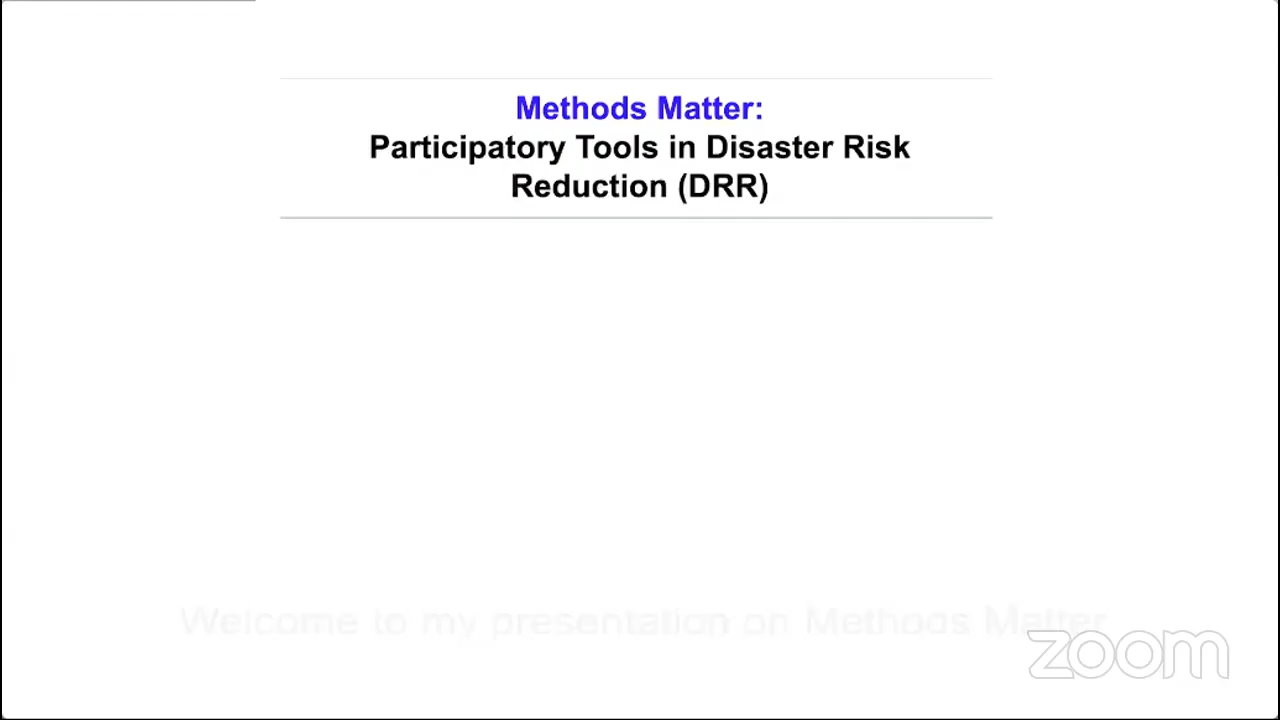 Methods Matter:
Participatory Tools in Disaster Risk
Reduction (DRR)
Welcome to my presentation on Methods Matter
zoom